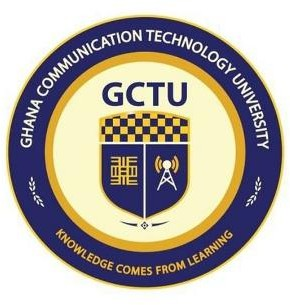 GHANA COMMUNICATION TECHNOLOGY UNIVERSITY
GCTU
KNOWLEDGE COMES FROM LEARNING